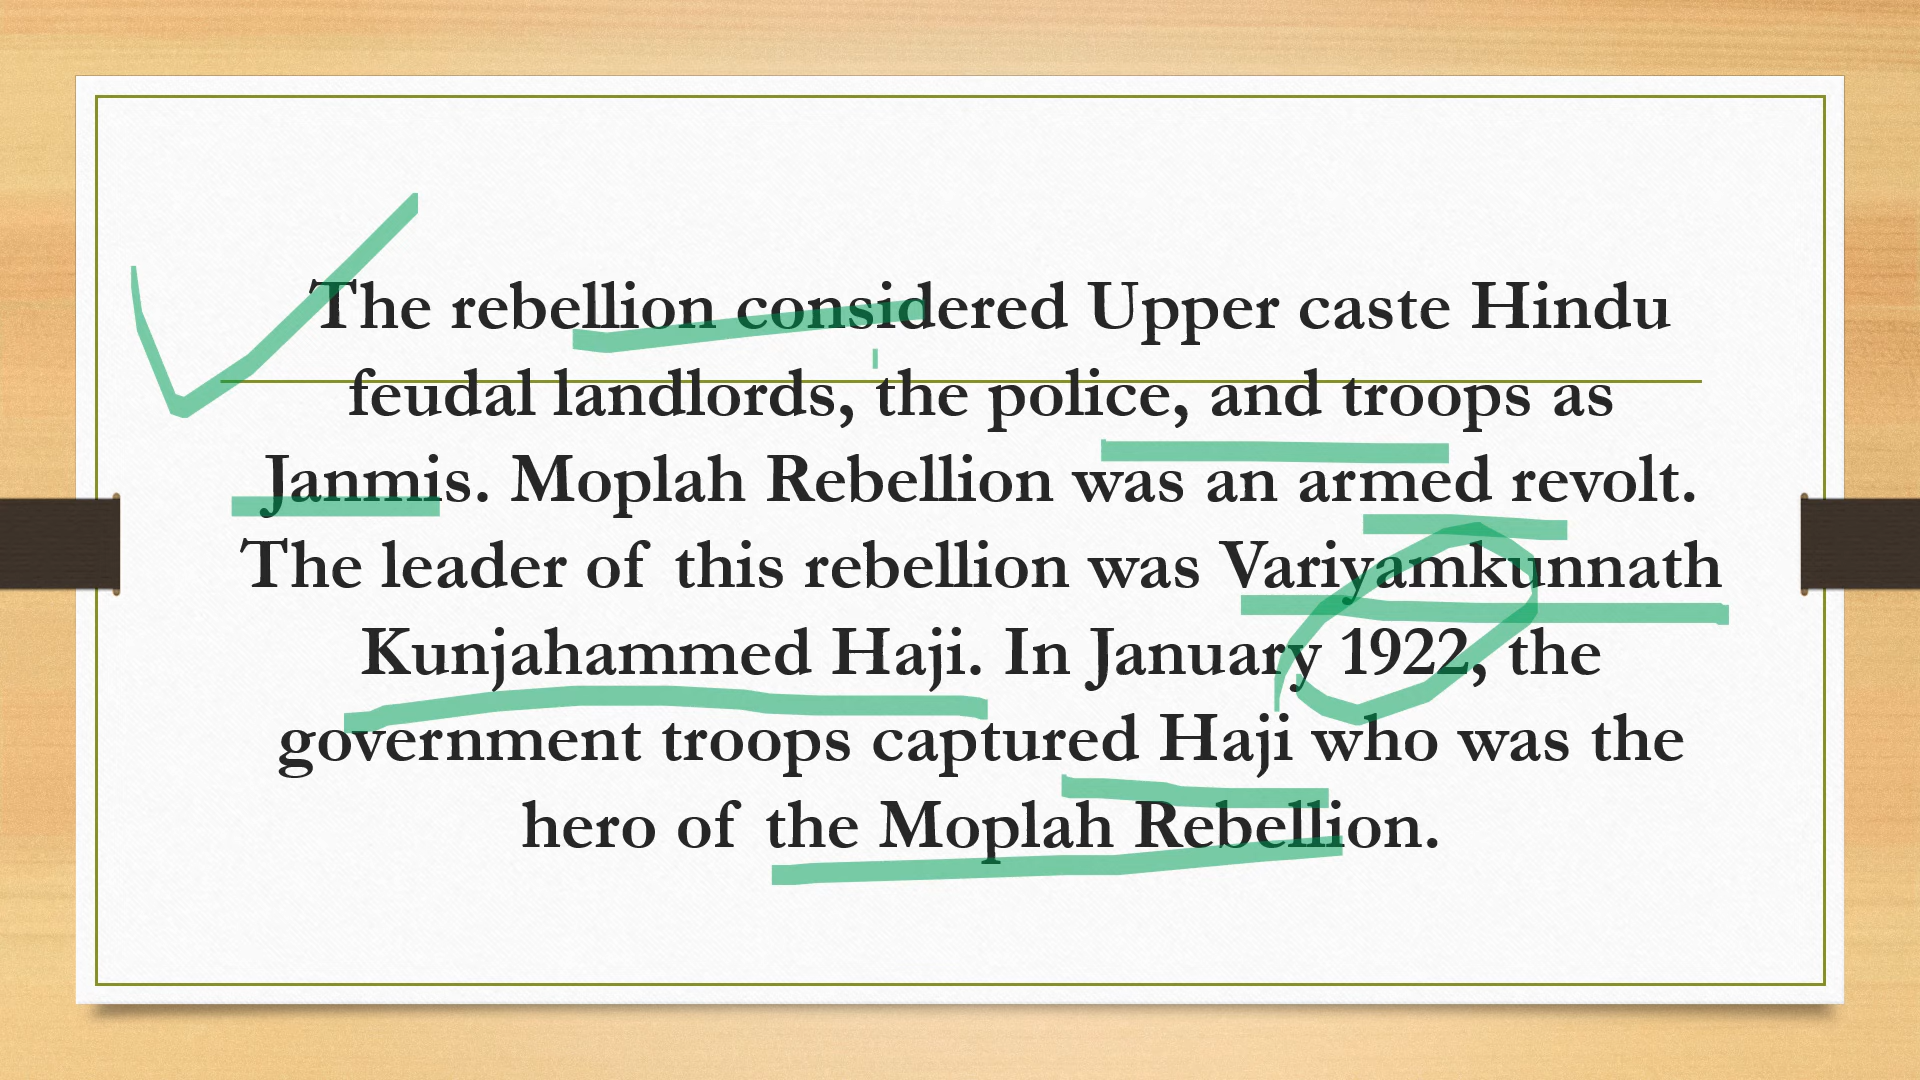 The rebellion considered Upper caste Hindu
feudal landlords, the police, and troops as
Janmis. Moplah Rebellion was an armed revolt.
The leader of this rebellion was Variyamkunnath
Kunjahammed Haji. In January 1922, the
government troops captured Haji who was the
hero of the Moplah Rebellion.